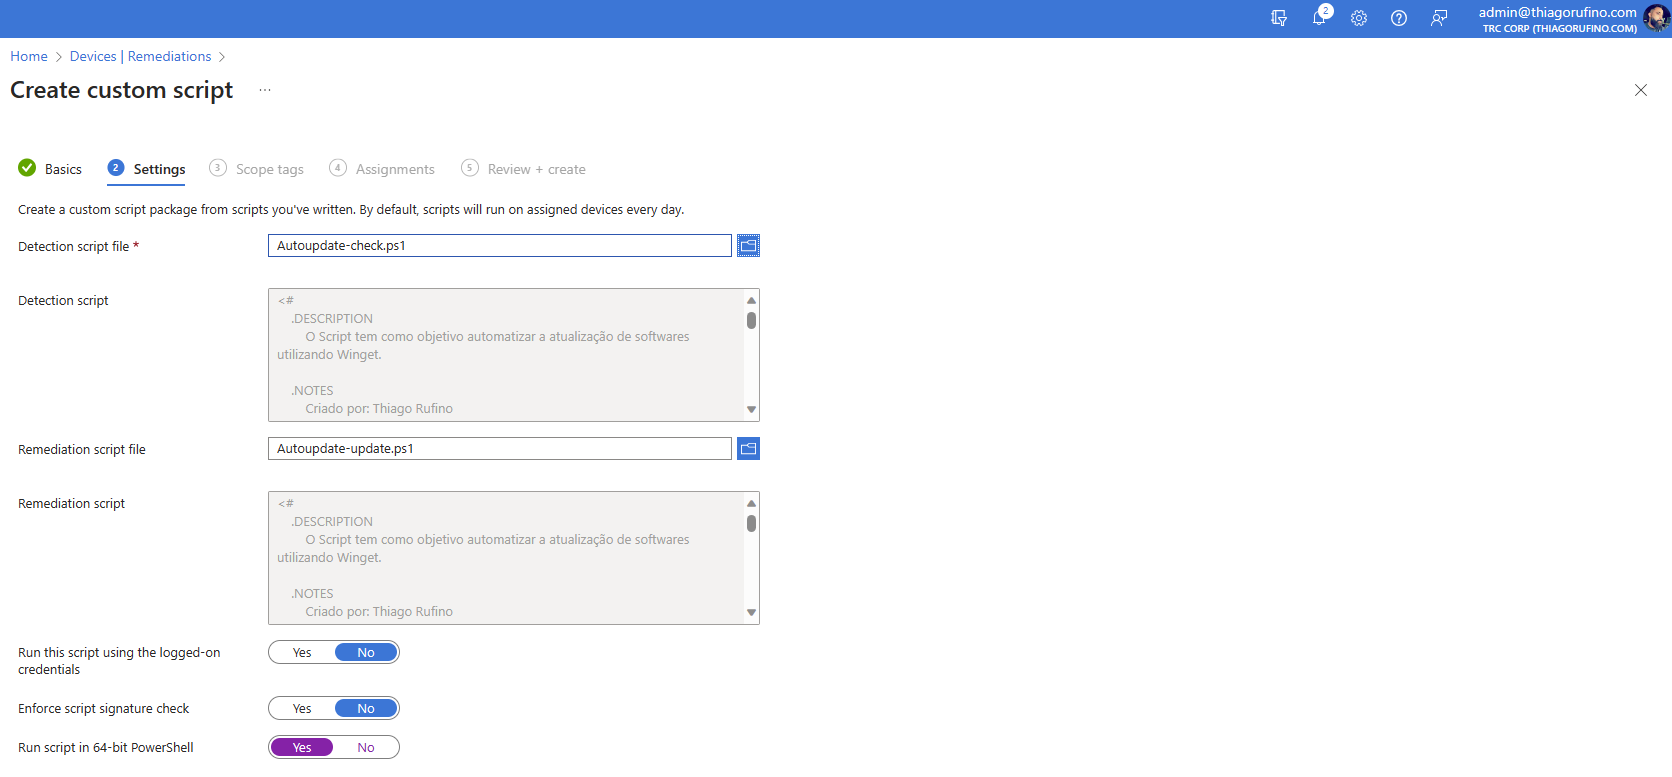 2
admin@thiagorufino.com
TRC CORP (THIAGORUFINO.COM)
Home > Devices | Remediations >
Create custom script ...
Basics 2 Settings 3 Scope tags 4 Assignments 5 Review + create
Create a custom script package from scripts you've written. By default, scripts will run on assigned devices every day.
Detection script file * Autoupdate-check.ps1
Detection script
<#
.DESCRIPTION
O Script tem como objetivo automatizar a atualização de softwares
utilizando Winget.
.NOTES
Criado por: Thiago Rufino
Remediation script file Autoupdate-update.ps1
Remediation script
<#
.DESCRIPTION
O Script tem como objetivo automatizar a atualização de softwares
utilizando Winget.
.NOTES
Criado por: Thiago Rufino
Run this script using the logged-on
credentials
Yes No
Enforce script signature check Yes No
Run script in 64-bit PowerShell Yes No